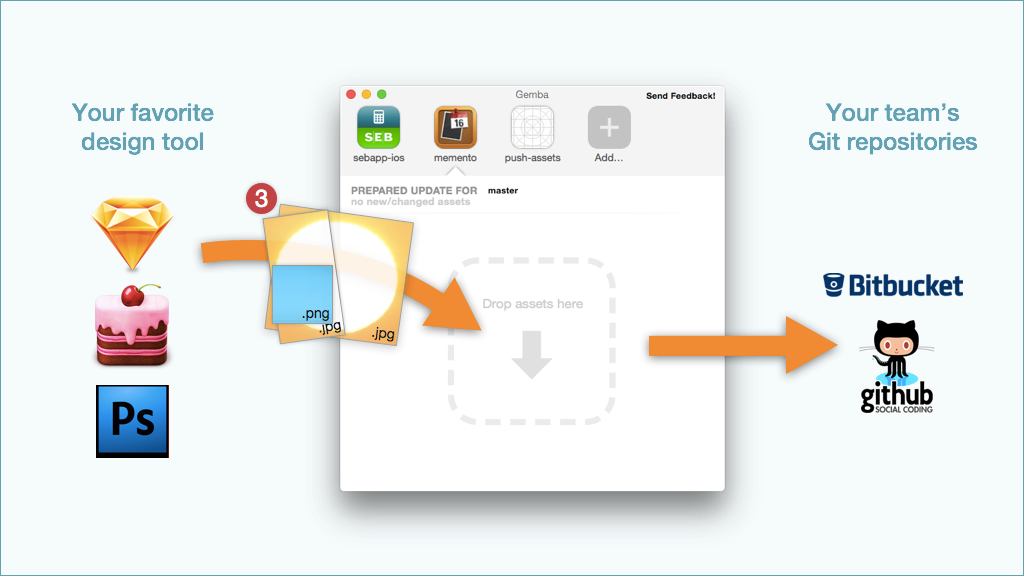 Your favorite
design tool
3
.png
.jpg
.jpg
Ps
Gemba
Send Feedback!
SEB
16
sebapp-ios
memento
push-assets
Add...
PREPARED UPDATE FOR master
no new/changed assets
Drop assets here
Your team’s
Git repositories
Bitbucket
github
SOCIAL CODING